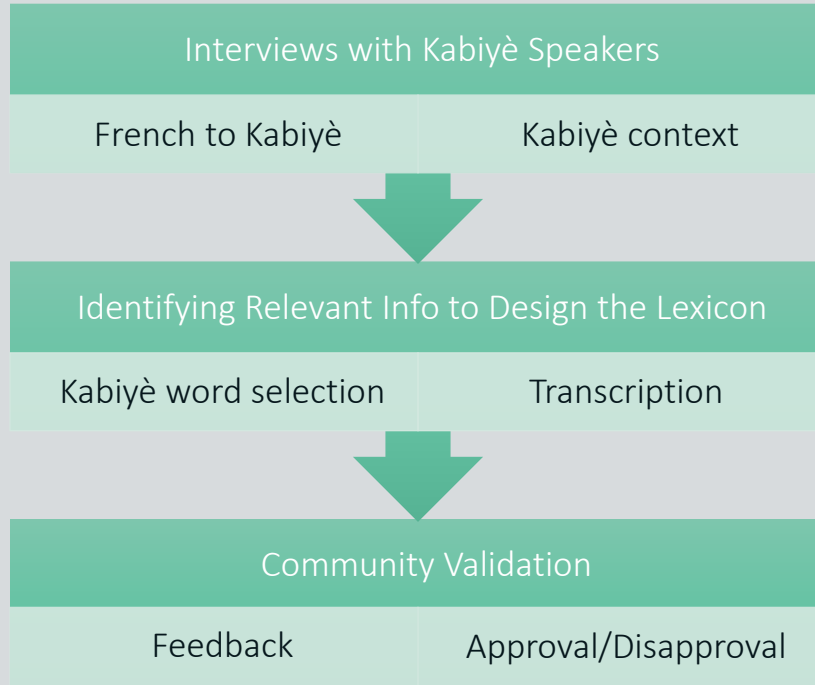 Interviews with Kabiyè Speakers
French to Kabiyè
Kabiyè context
Identifying Relevant Info to Design the Lexicon
Kabiyè word selection
Transcription
Community Validation
Feedback
Approval/Disapproval